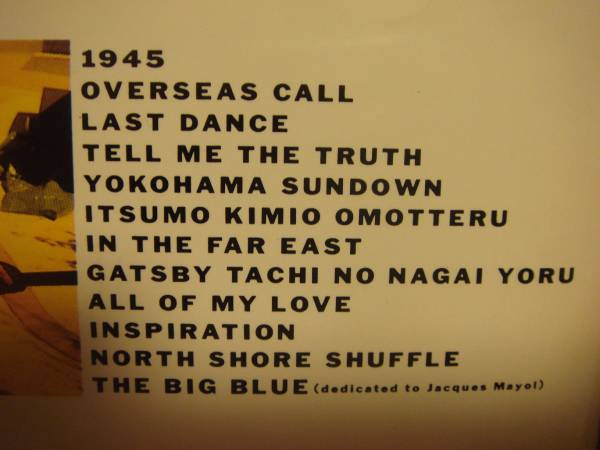 1945
OVERSEAS CALL
LAST DANCE
TELL ME THE TRUTH
YOKOHAMA SUNDOWN
ITSUMO KIMIO OMOTTERU
IN THE FAR EAST
GATSBY TACHI NO NAGAI YORU
ALL OF MY LOVE
INSPIRATION
NORTH SHORE SHUFFLE
THE BIG BLUE (dedicated to Jacques Mayol)